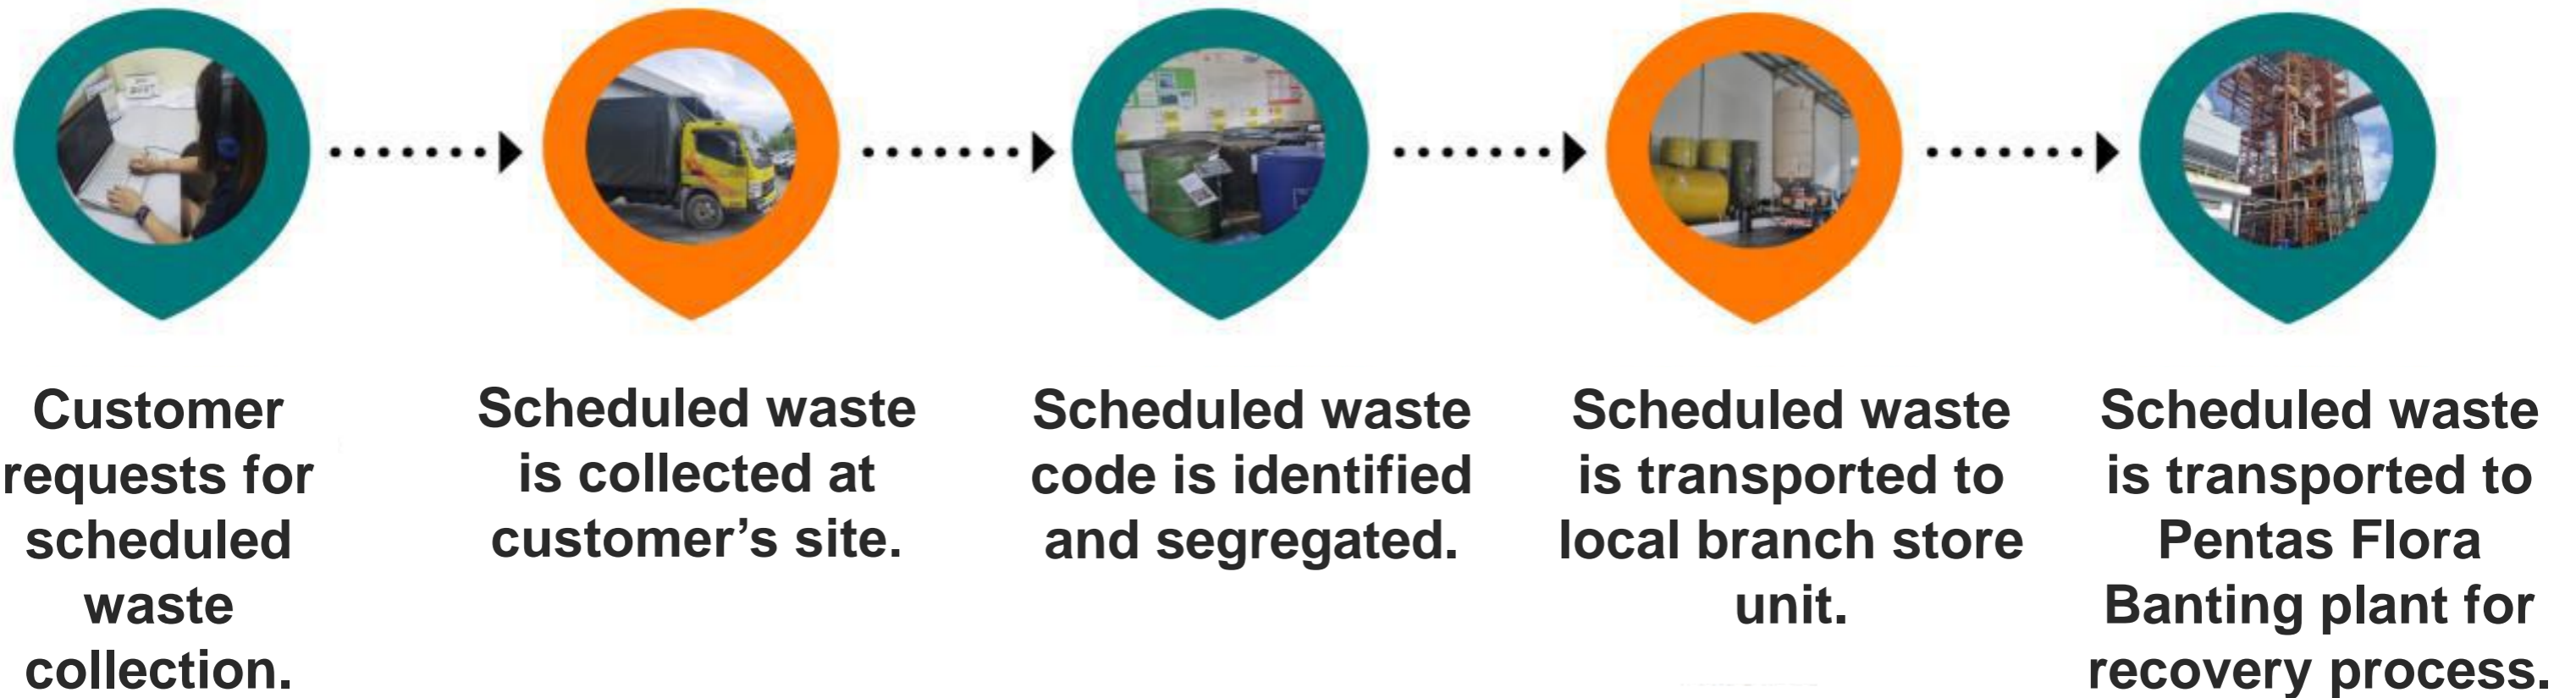 Customer
requests for
scheduled
waste
collection.
Scheduled waste
is collected at
customer’s site.
Scheduled waste
code is identified
and segregated.
Scheduled waste
is transported to
local branch store
unit.
Scheduled waste
is transported to
Pentas Flora
Banting plant for
recovery process.